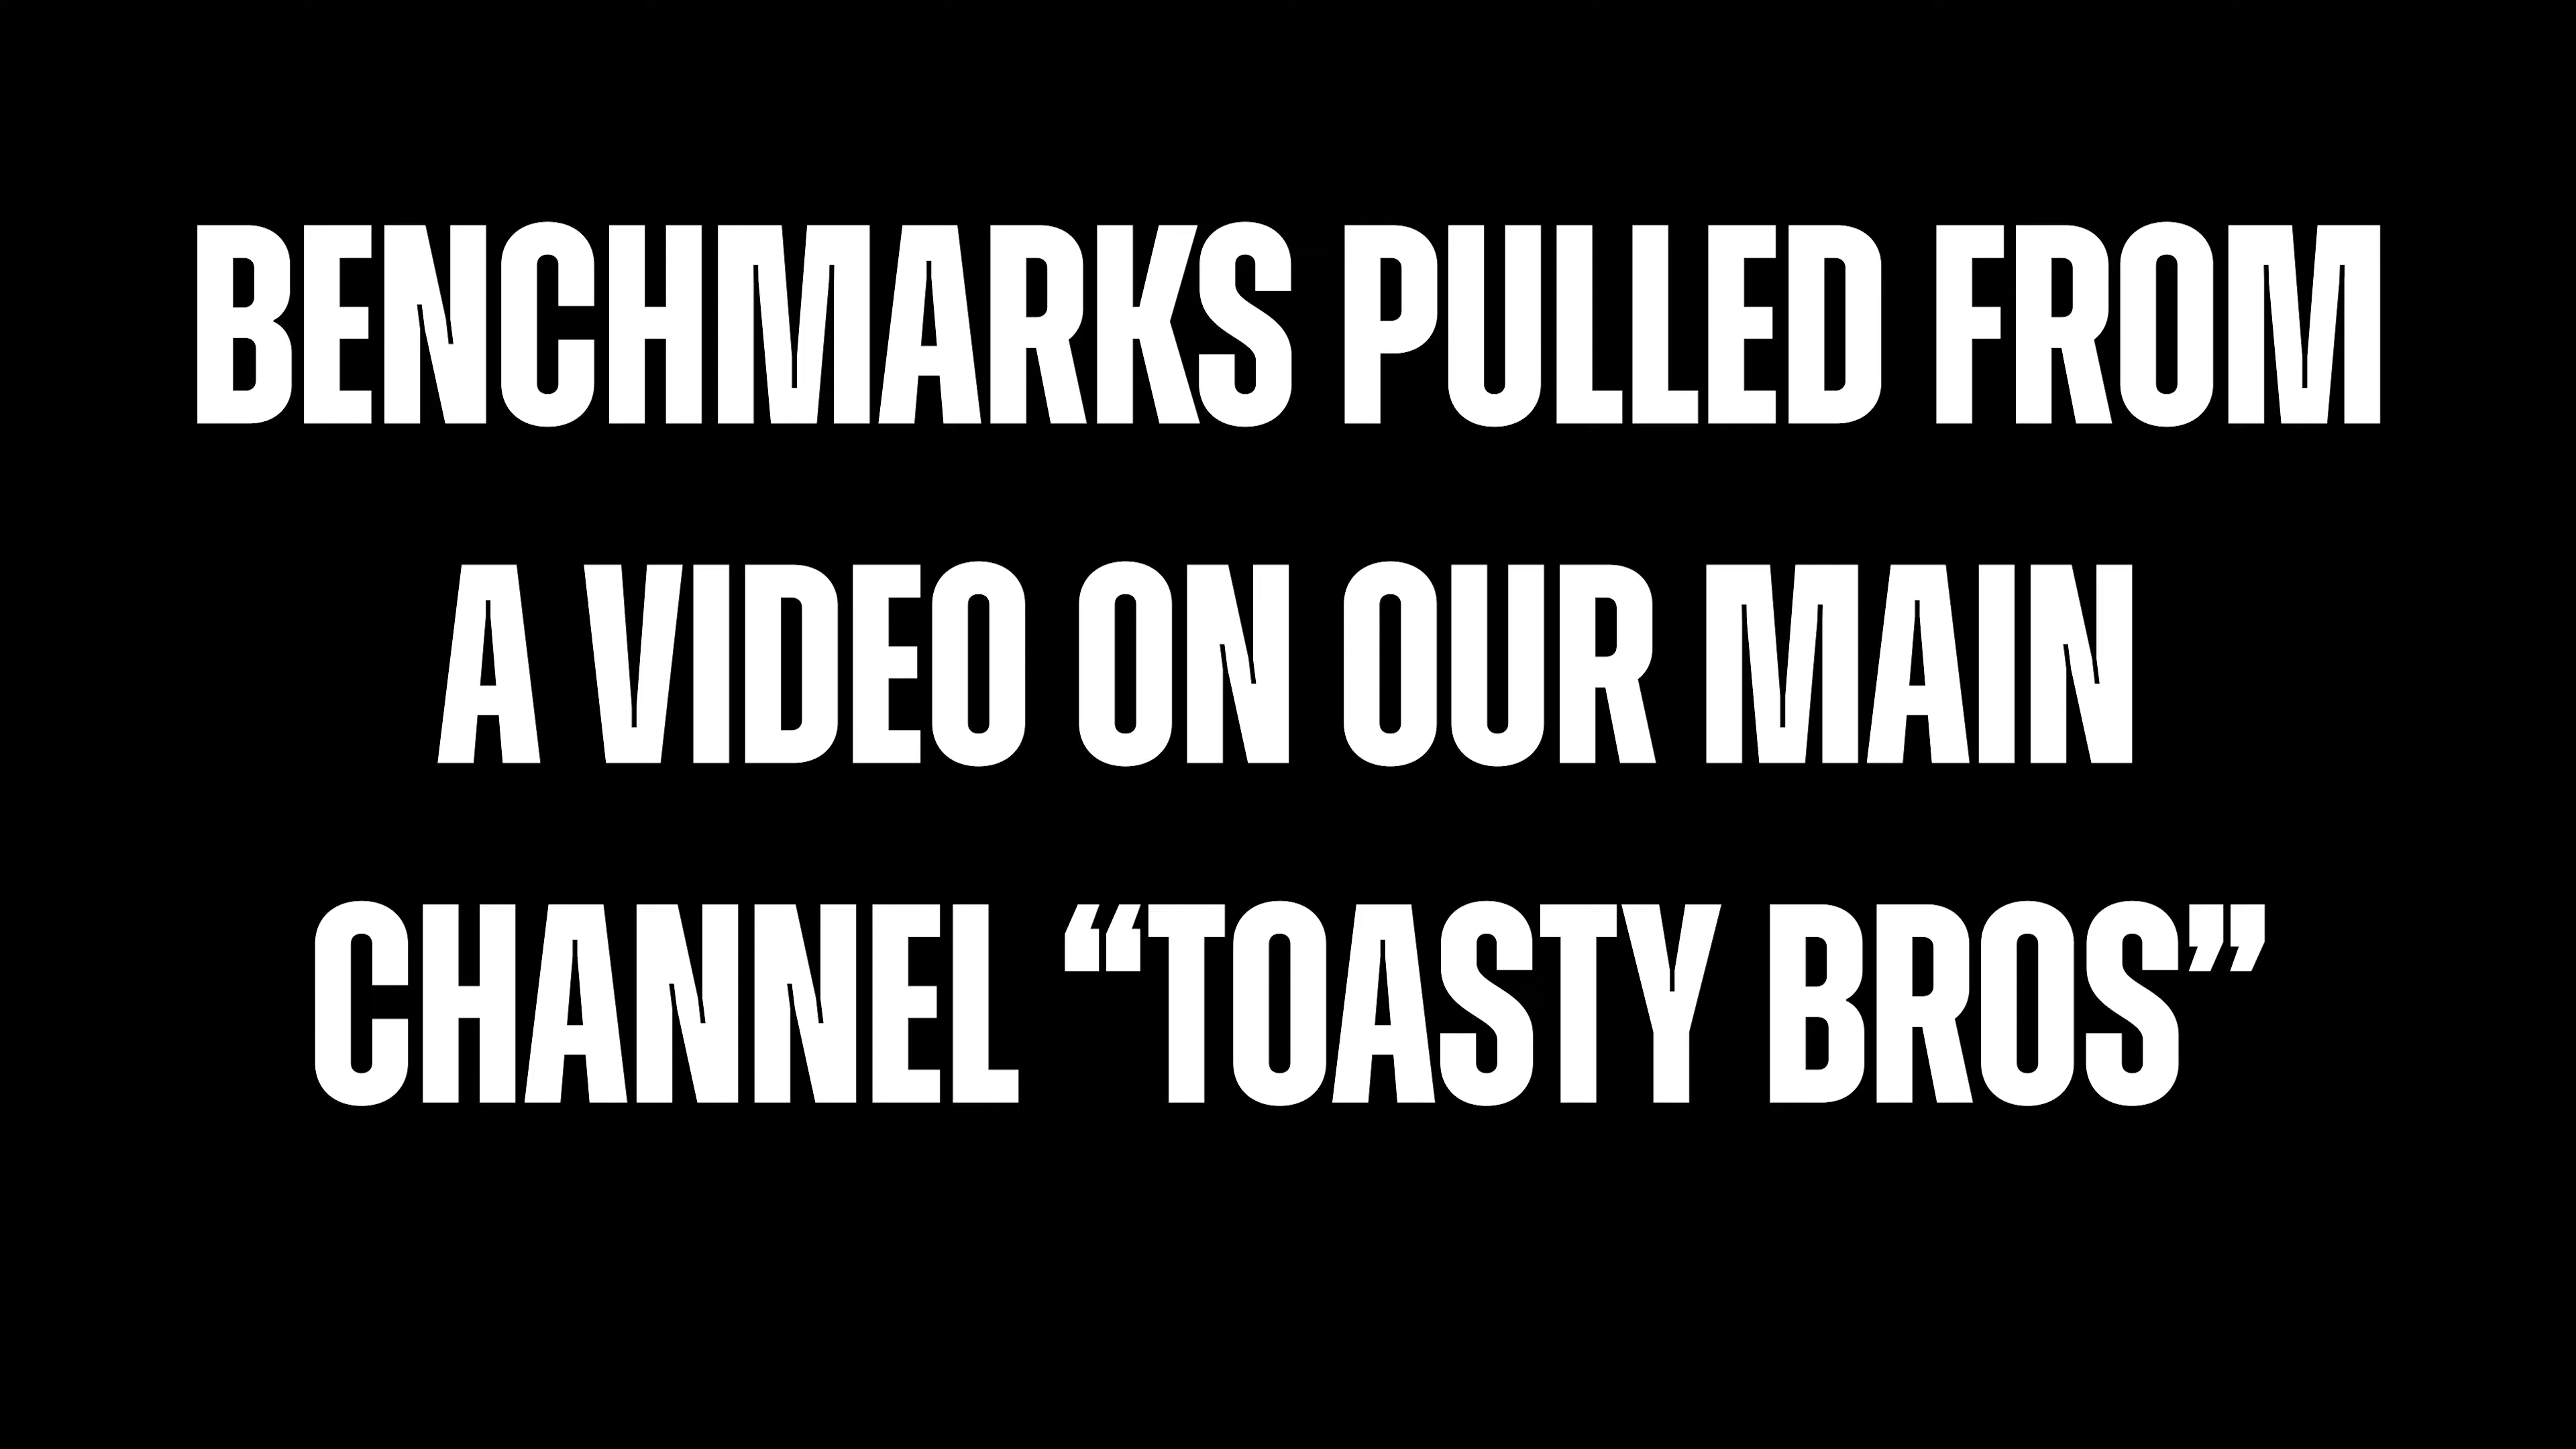 BENCHMARKS PULLED FROM
A VIDEO ON OUR MAIN
CHANNEL “TOASTY BROS”